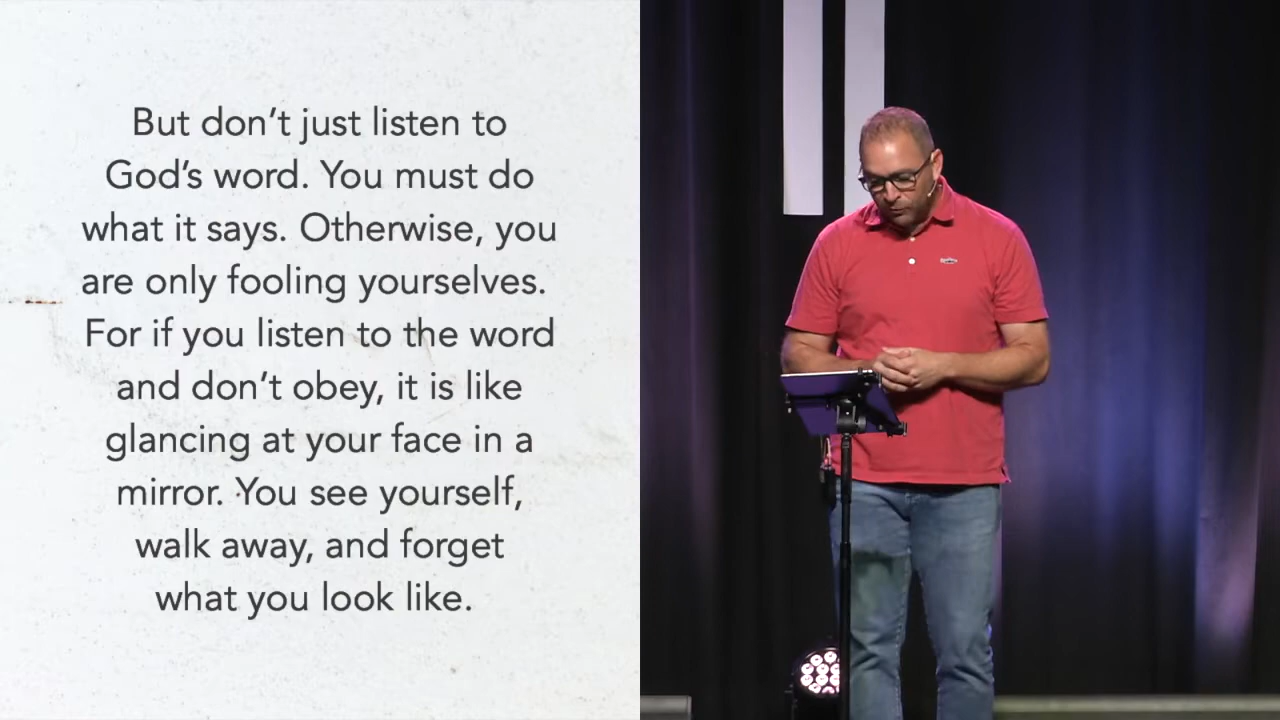 But don’t just listen to
God’s word. You must do
what it says. Otherwise, you
are only fooling yourselves.
For if you listen to the word
and don’t obey, it is like
glancing at your face in a
mirror. You see yourself,
walk away, and forget
what you look like.